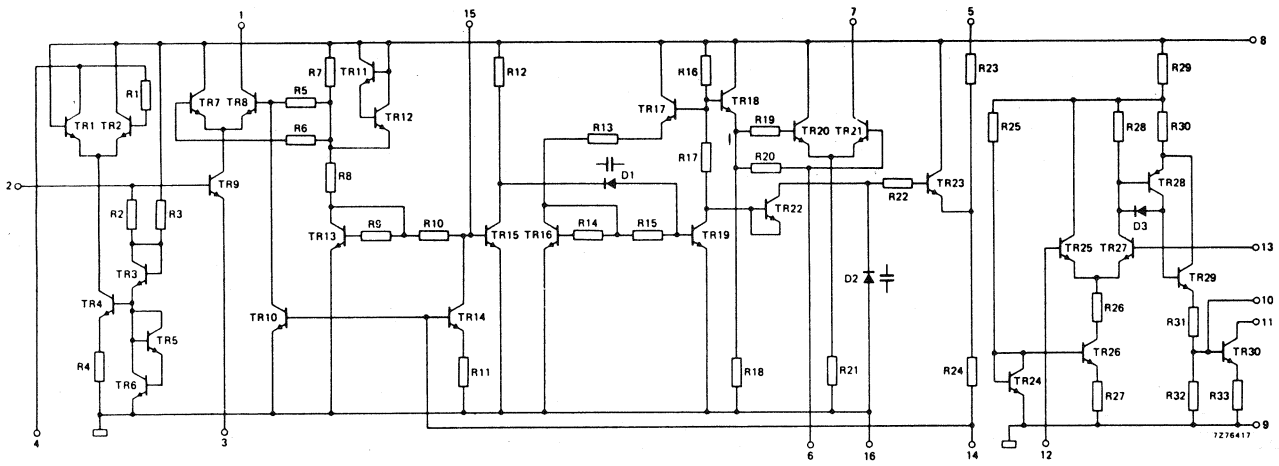 1 15 7 5
8
R1 R7 TR11 R12 R16 R23 R29
TR7 TR8 R5 TR12 TR17 TR18 R19 TR20 TR21 R25 R28 R30
TR1 TR2 R6 R13 R17 R20
2 TR9 R8 D1 TR22 R22 TR23 TR28
R2 R3 D3
TR13 R9 R10 TR15 TR16 R14 R15 TR19 TR25 TR27 13
TR3 D2 TR29
TR4 TR10 TR14 R26 R31 10
TR5 11
R4 TR6 R11 R18 R21 R24 TR24 TR26 TR30
R27 R32 R33
9
4 3 6 16 14 12
7Z76417